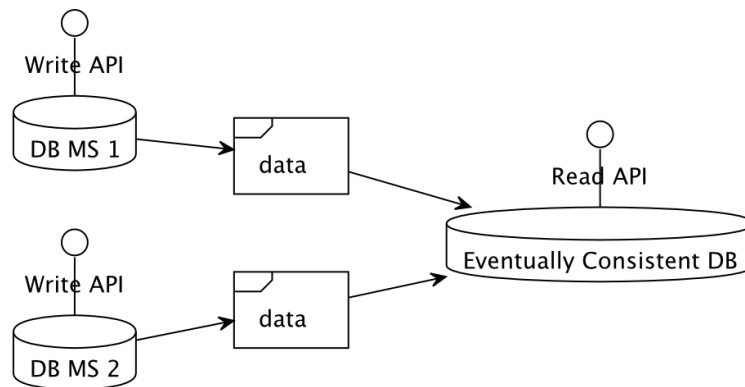 Write API
DB MS 1
data
Read API
Eventually Consistent DB
Write API
data
DB MS 2